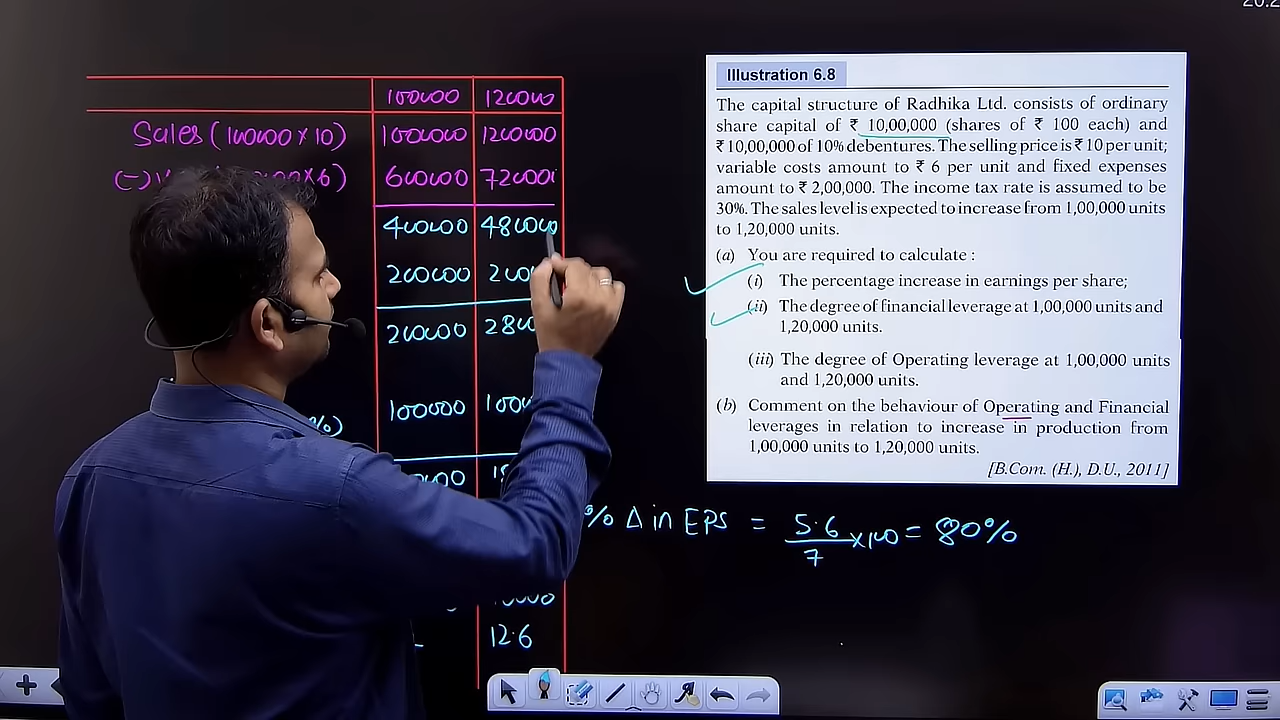 100000 120000
Sales (100000×10) 1000000 1200000
(-) ×6) 600000 720000
400000 480000
200000
200000
100000
12.6
% Δ in EPS = 5.6/7 ×100 = 80%
Illustration 6.8
The capital structure of Radhika Ltd. consists of ordinary
share capital of ₹ 10,00,000 (shares of ₹ 100 each) and
₹ 10,00,000 of 10% debentures. The selling price is ₹ 10 per unit;
variable costs amount to ₹ 6 per unit and fixed expenses
amount to ₹ 2,00,000. The income tax rate is assumed to be
30%. The sales level is expected to increase from 1,00,000 units
to 1,20,000 units.
(a) You are required to calculate :
(i) The percentage increase in earnings per share;
(ii) The degree of financial leverage at 1,00,000 units and
1,20,000 units.
(iii) The degree of Operating leverage at 1,00,000 units
and 1,20,000 units.
(b) Comment on the behaviour of Operating and Financial
leverages in relation to increase in production from
1,00,000 units to 1,20,000 units.
[B.Com. (H.), D.U., 2011]